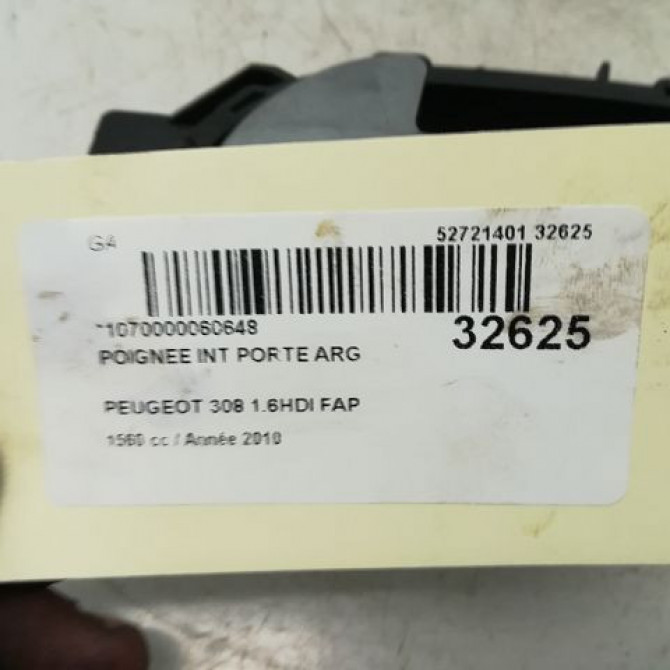 GA
52721401 32625
*1070000060648
32625
POIGNEE INT PORTE ARG
PEUGEOT 308 1.6HDI FAP
1560 cc / Année 2010